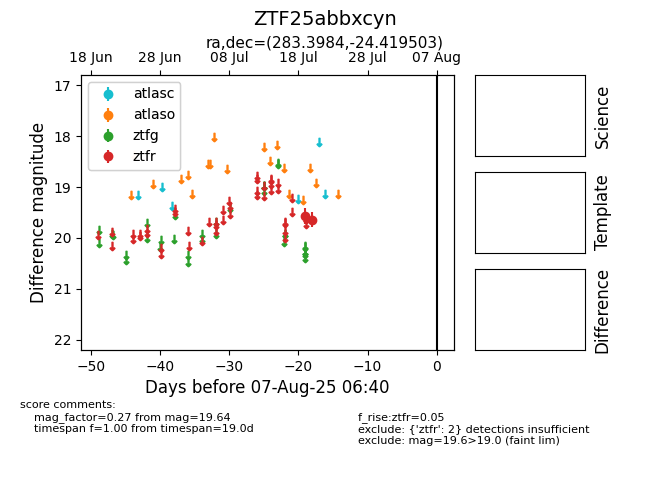 ZTF25abbxcyn
ra,dec=(283.3984,-24.419503)
18 Jun 28 Jun 08 Jul 18 Jul 28 Jul 07 Aug
17
18
19
20
21
22
Difference magnitude
atlasc
atlaso
ztfg
ztfr
−50 −40 −30 −20 −10 0
Days before 07-Aug-25 06:40
Science
Template
Difference
score comments:
mag_factor=0.27 from mag=19.64
timespan f=1.00 from timespan=19.0d
f_rise:ztfr=0.05
exclude: {'ztfr': 2} detections insufficient
exclude: mag=19.6>19.0 (faint lim)